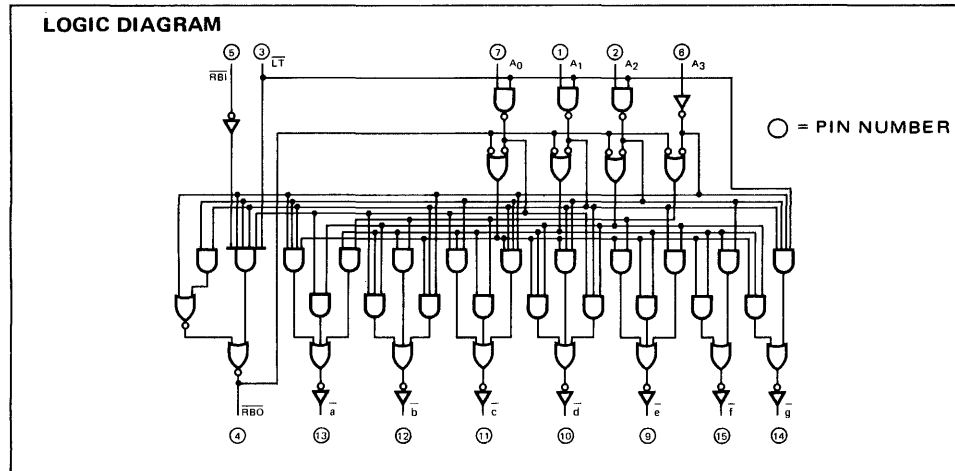 LOGIC DIAGRAM
5 3 7 1 2 6
RBI LT A0 A1 A2 A3
= PIN NUMBER
RBO a b c d e f g
4 13 12 11 10 9 15 14